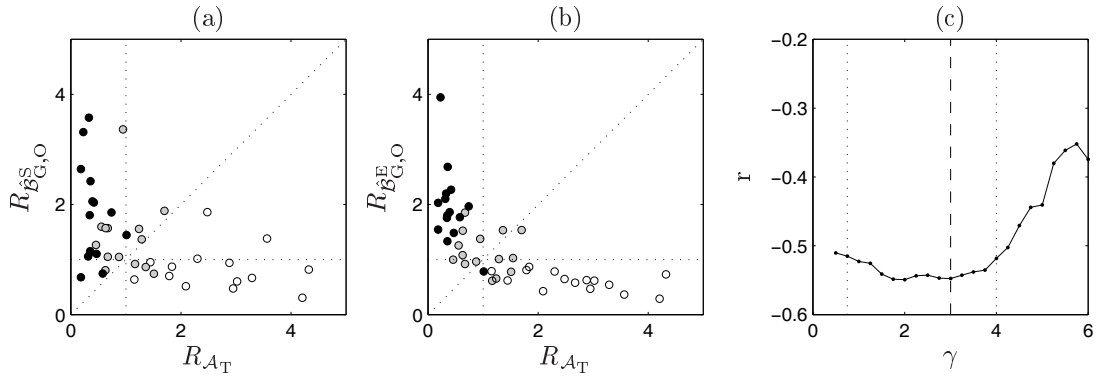 (a) (b) (c)
4
2
0
0 2 4
R_{\hat{\mathcal{B}}^{S}_{G,O}}
R_{\mathcal{A}_T}
4
2
0
0 2 4
R_{\hat{\mathcal{B}}^{E}_{G,O}}
R_{\mathcal{A}_T}
−0.2
−0.3
−0.4
−0.5
−0.6
0 2 4 6
r
γ